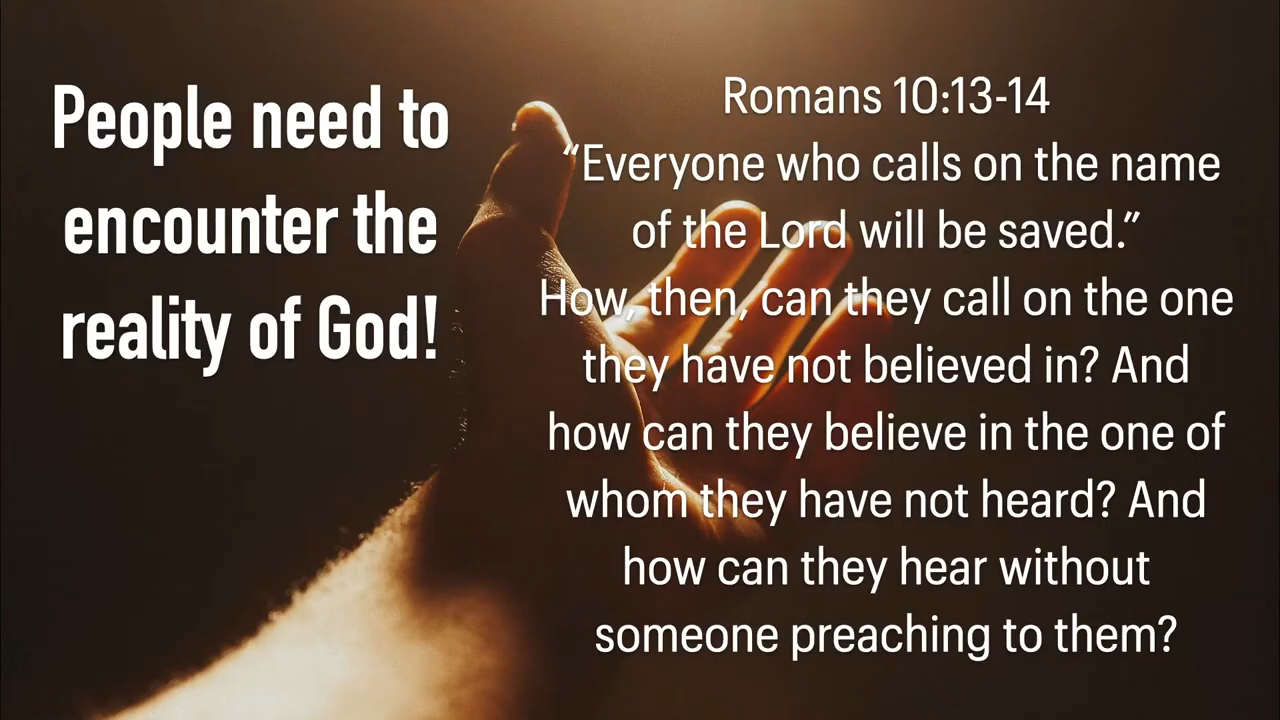 People need to
encounter the
reality of God!
Romans 10:13-14
“Everyone who calls on the name
of the Lord will be saved.”
How, then, can they call on the one
they have not believed in? And
how can they believe in the one of
whom they have not heard? And
how can they hear without
someone preaching to them?